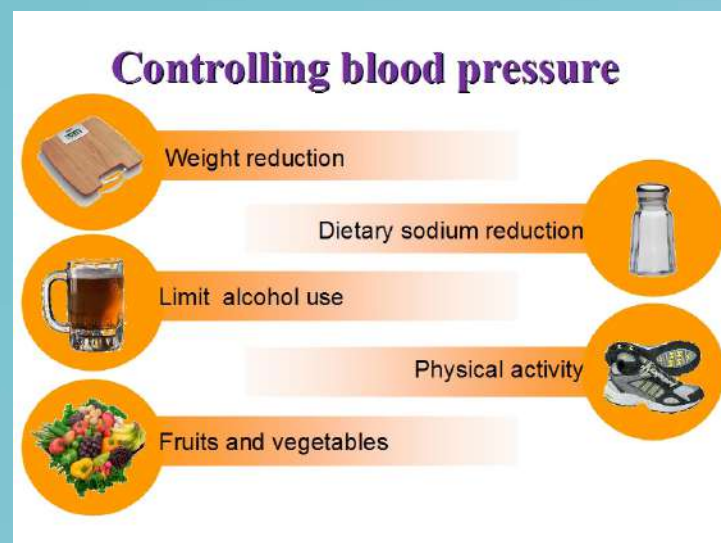 Controlling blood pressure
Weight reduction
Dietary sodium reduction
Limit alcohol use
Physical activity
Fruits and vegetables